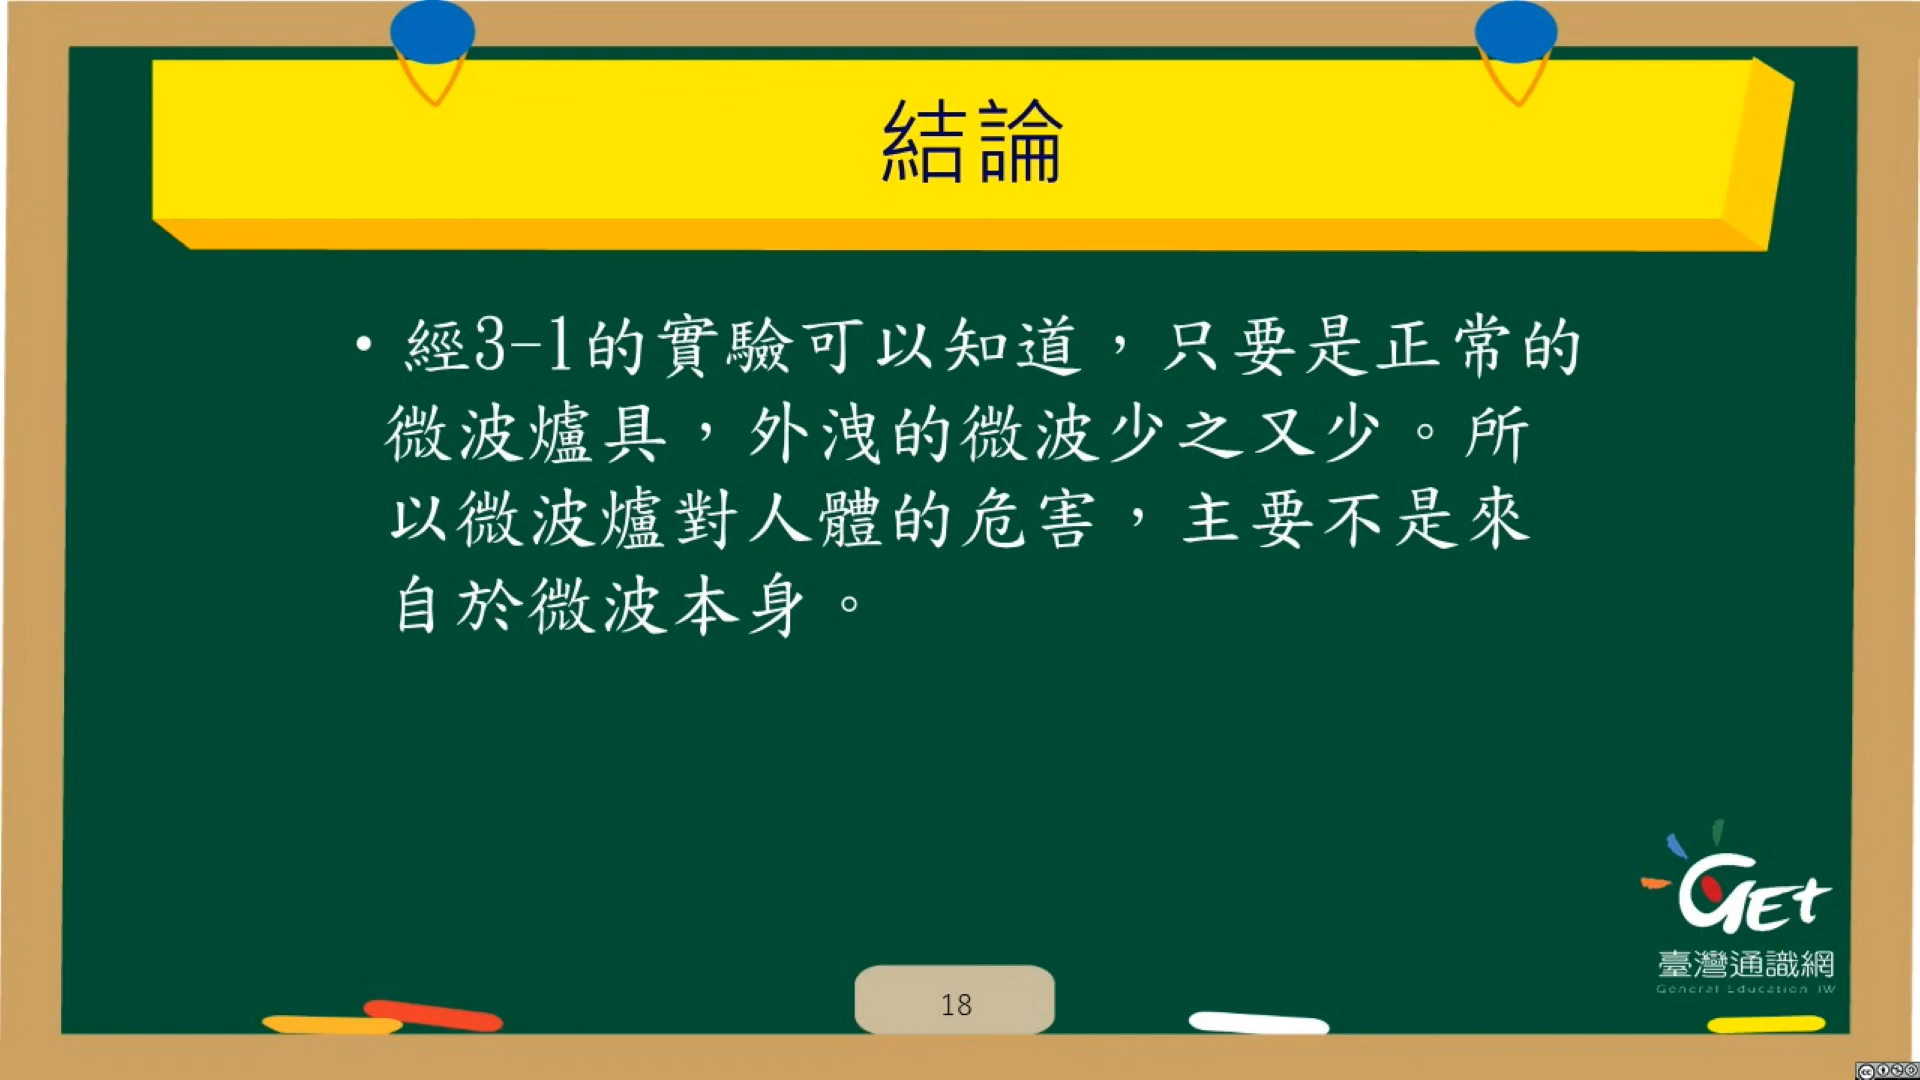 結論
• 經3-1的實驗可以知道，只要是正常的
微波爐具，外洩的微波少之又少。所
以微波爐對人體的危害，主要不是來
自於微波本身。
GET
臺灣通識網
General Education TW
18